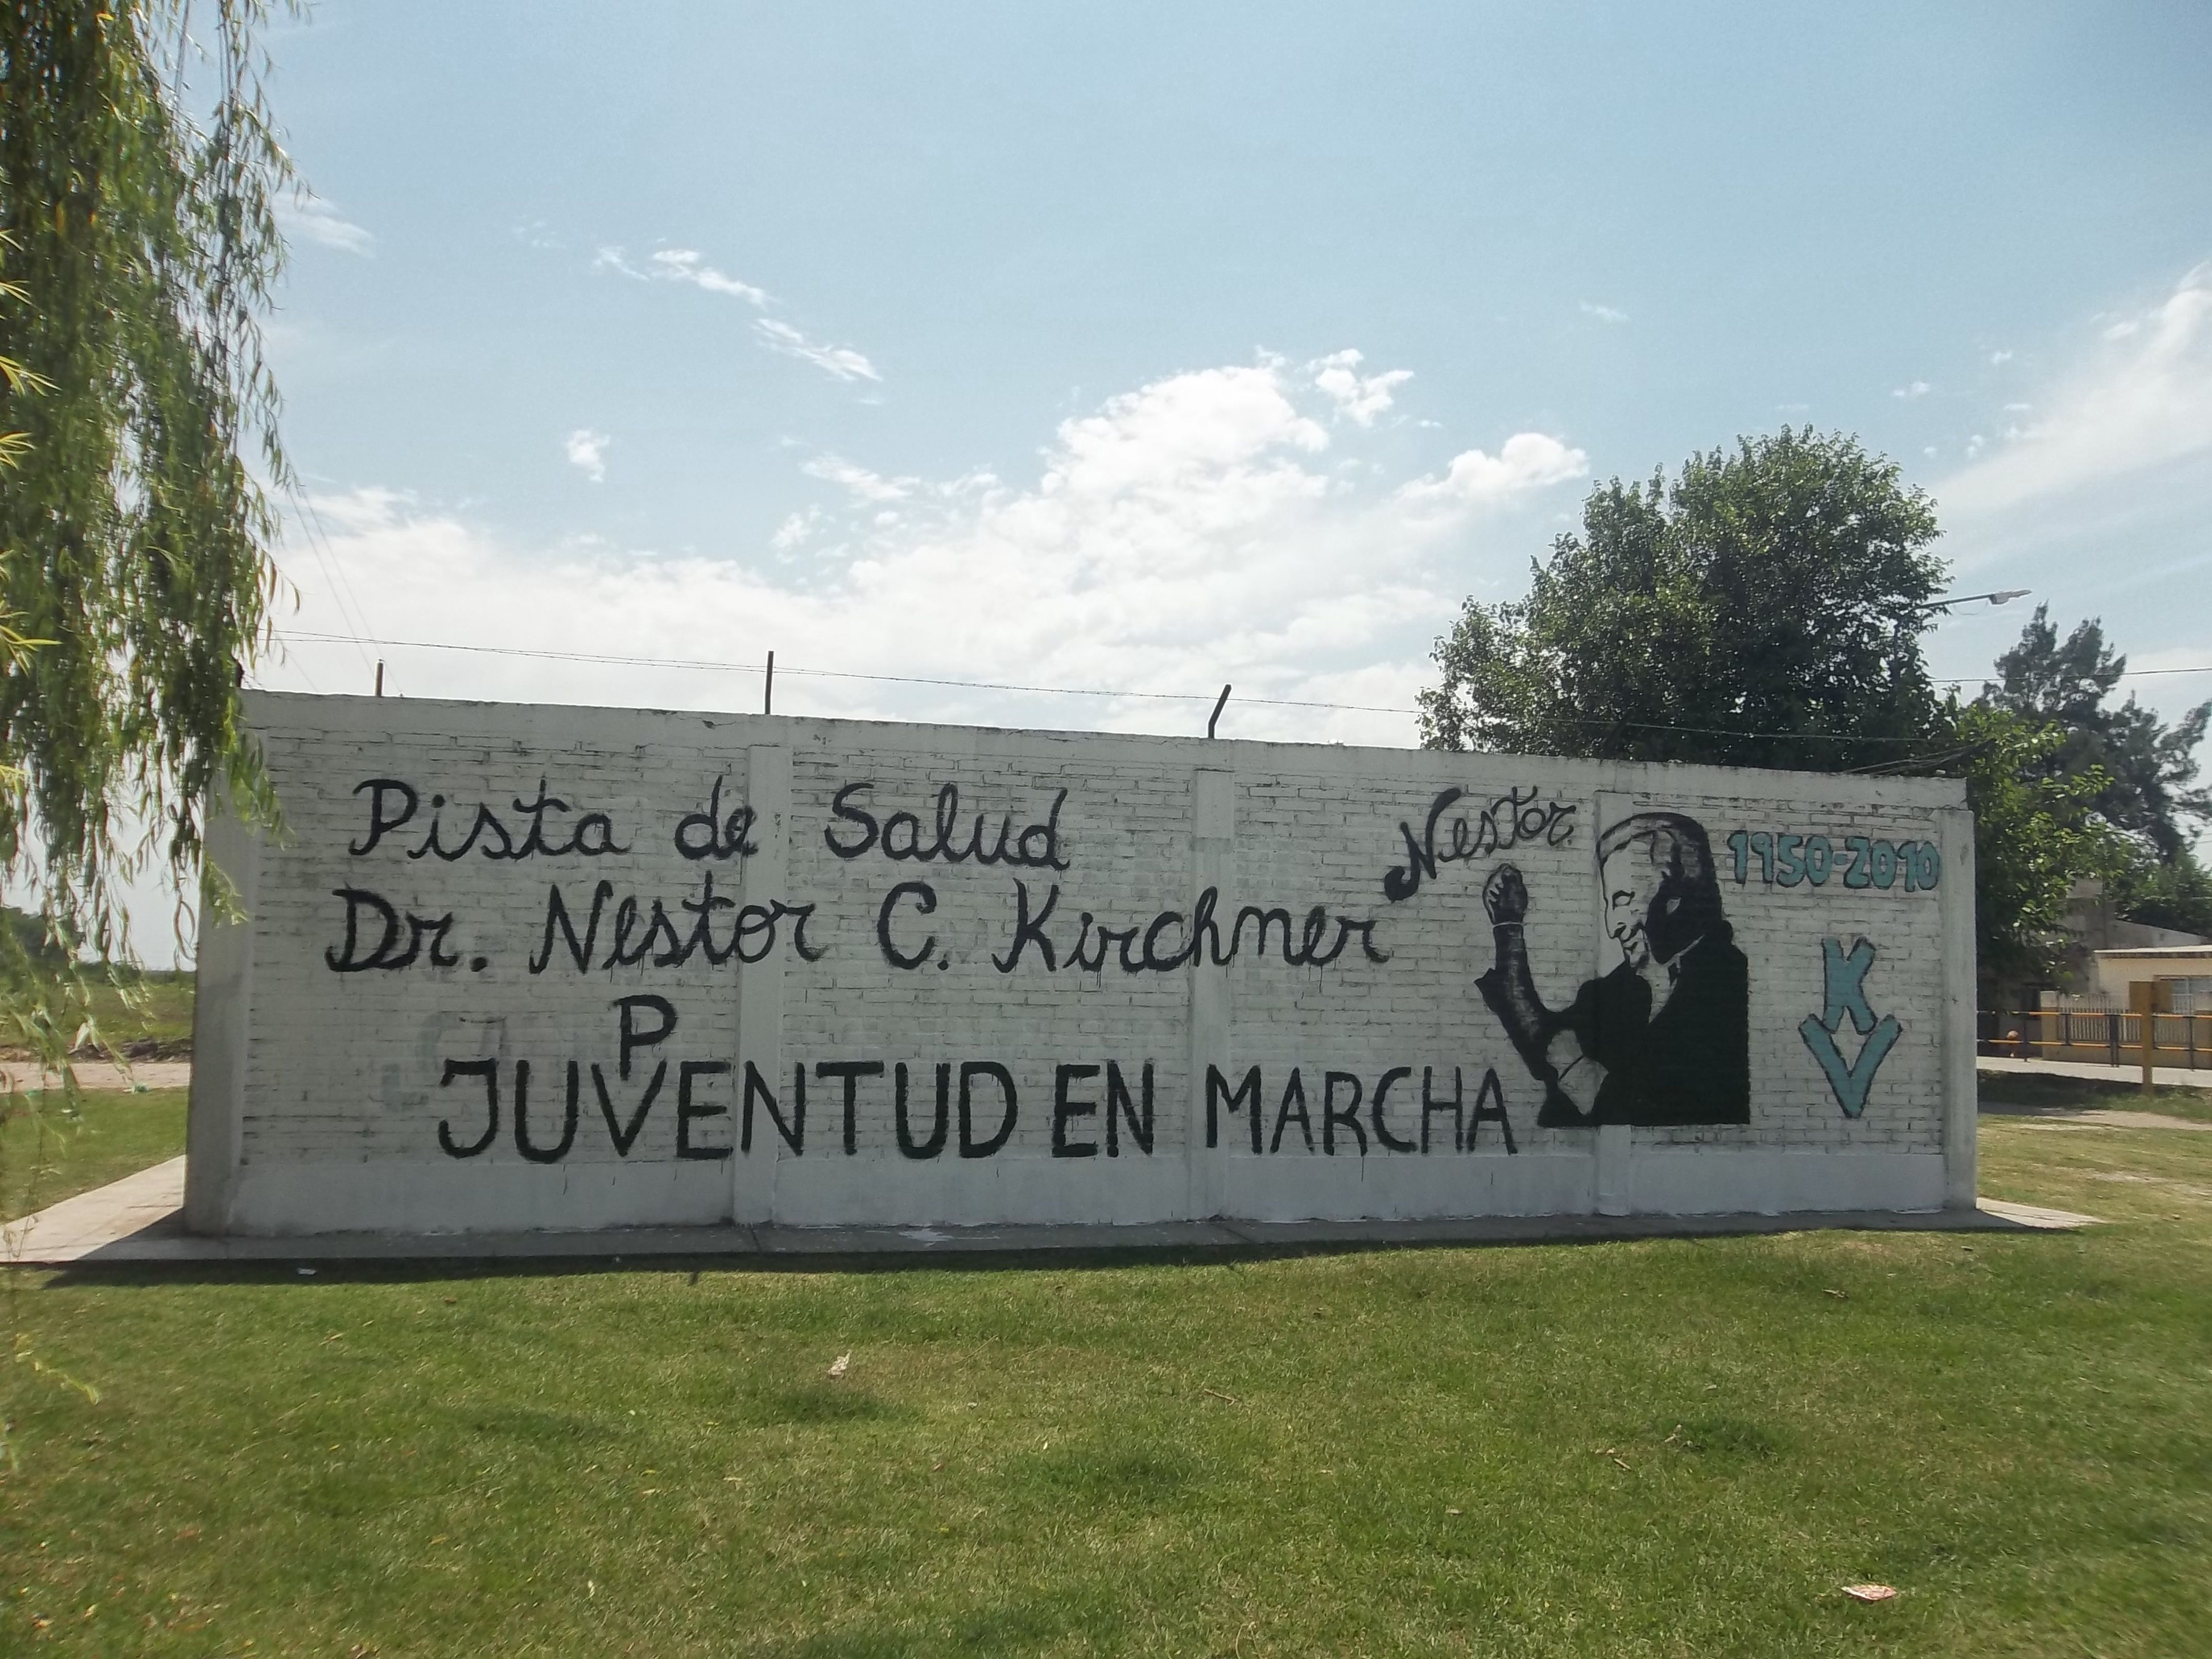 Pista de Salud
Dr. Nestor C. Kirchner
P
JUVENTUD EN MARCHA
Nestor
1950-2010
K
V